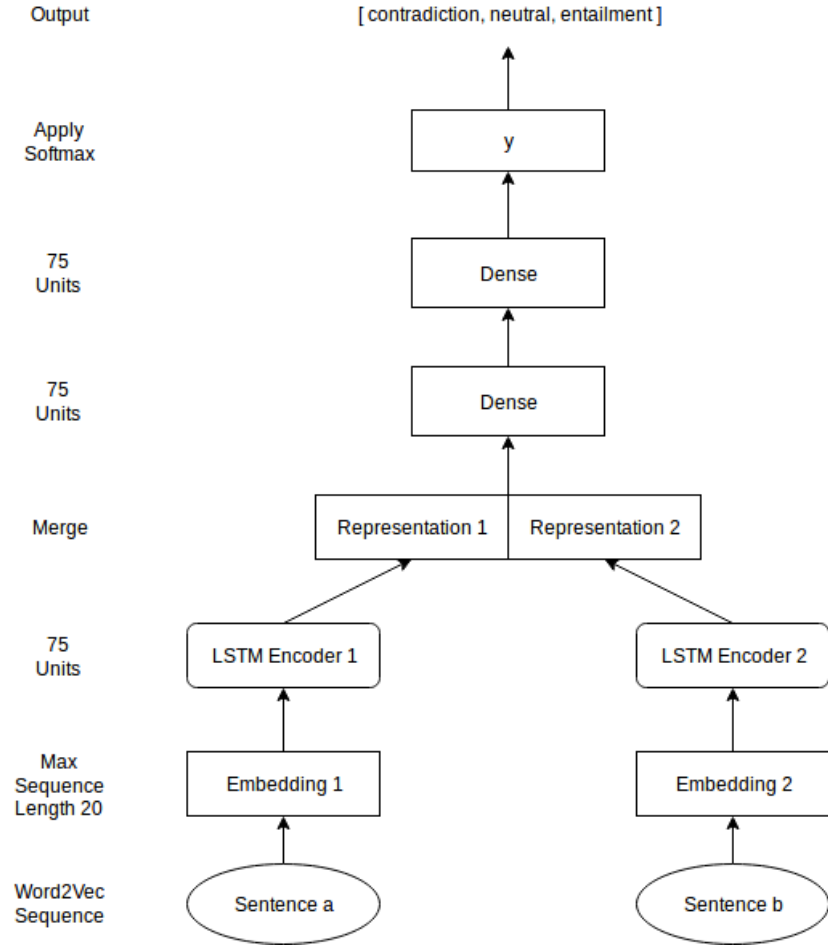 Output
[ contradiction, neutral, entailment ]
Apply
Softmax
y
75
Units
Dense
75
Units
Dense
Merge
Representation 1
Representation 2
75
Units
LSTM Encoder 1
LSTM Encoder 2
Max
Sequence
Length 20
Embedding 1
Embedding 2
Word2Vec
Sequence
Sentence a
Sentence b